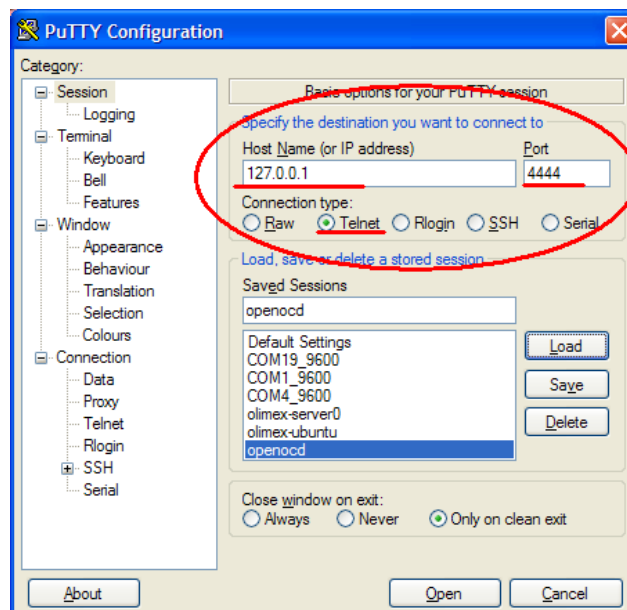 PuTTY Configuration
Category:
Session
Logging
Terminal
Keyboard
Bell
Features
Window
Appearance
Behaviour
Translation
Selection
Colours
Connection
Data
Proxy
Telnet
Rlogin
SSH
Serial
Basic options for your PuTTY session
Specify the destination you want to connect to
Host Name (or IP address) Port
127.0.0.1 4444
Connection type:
Raw Telnet Rlogin SSH Serial
Load, save or delete a stored session
Saved Sessions
openocd
Default Settings
COM19_9600
COM1_9600
COM4_9600
olimex-server0
olimex-ubuntu
openocd
Load
Save
Delete
Close window on exit:
Always Never Only on clean exit
About Open Cancel